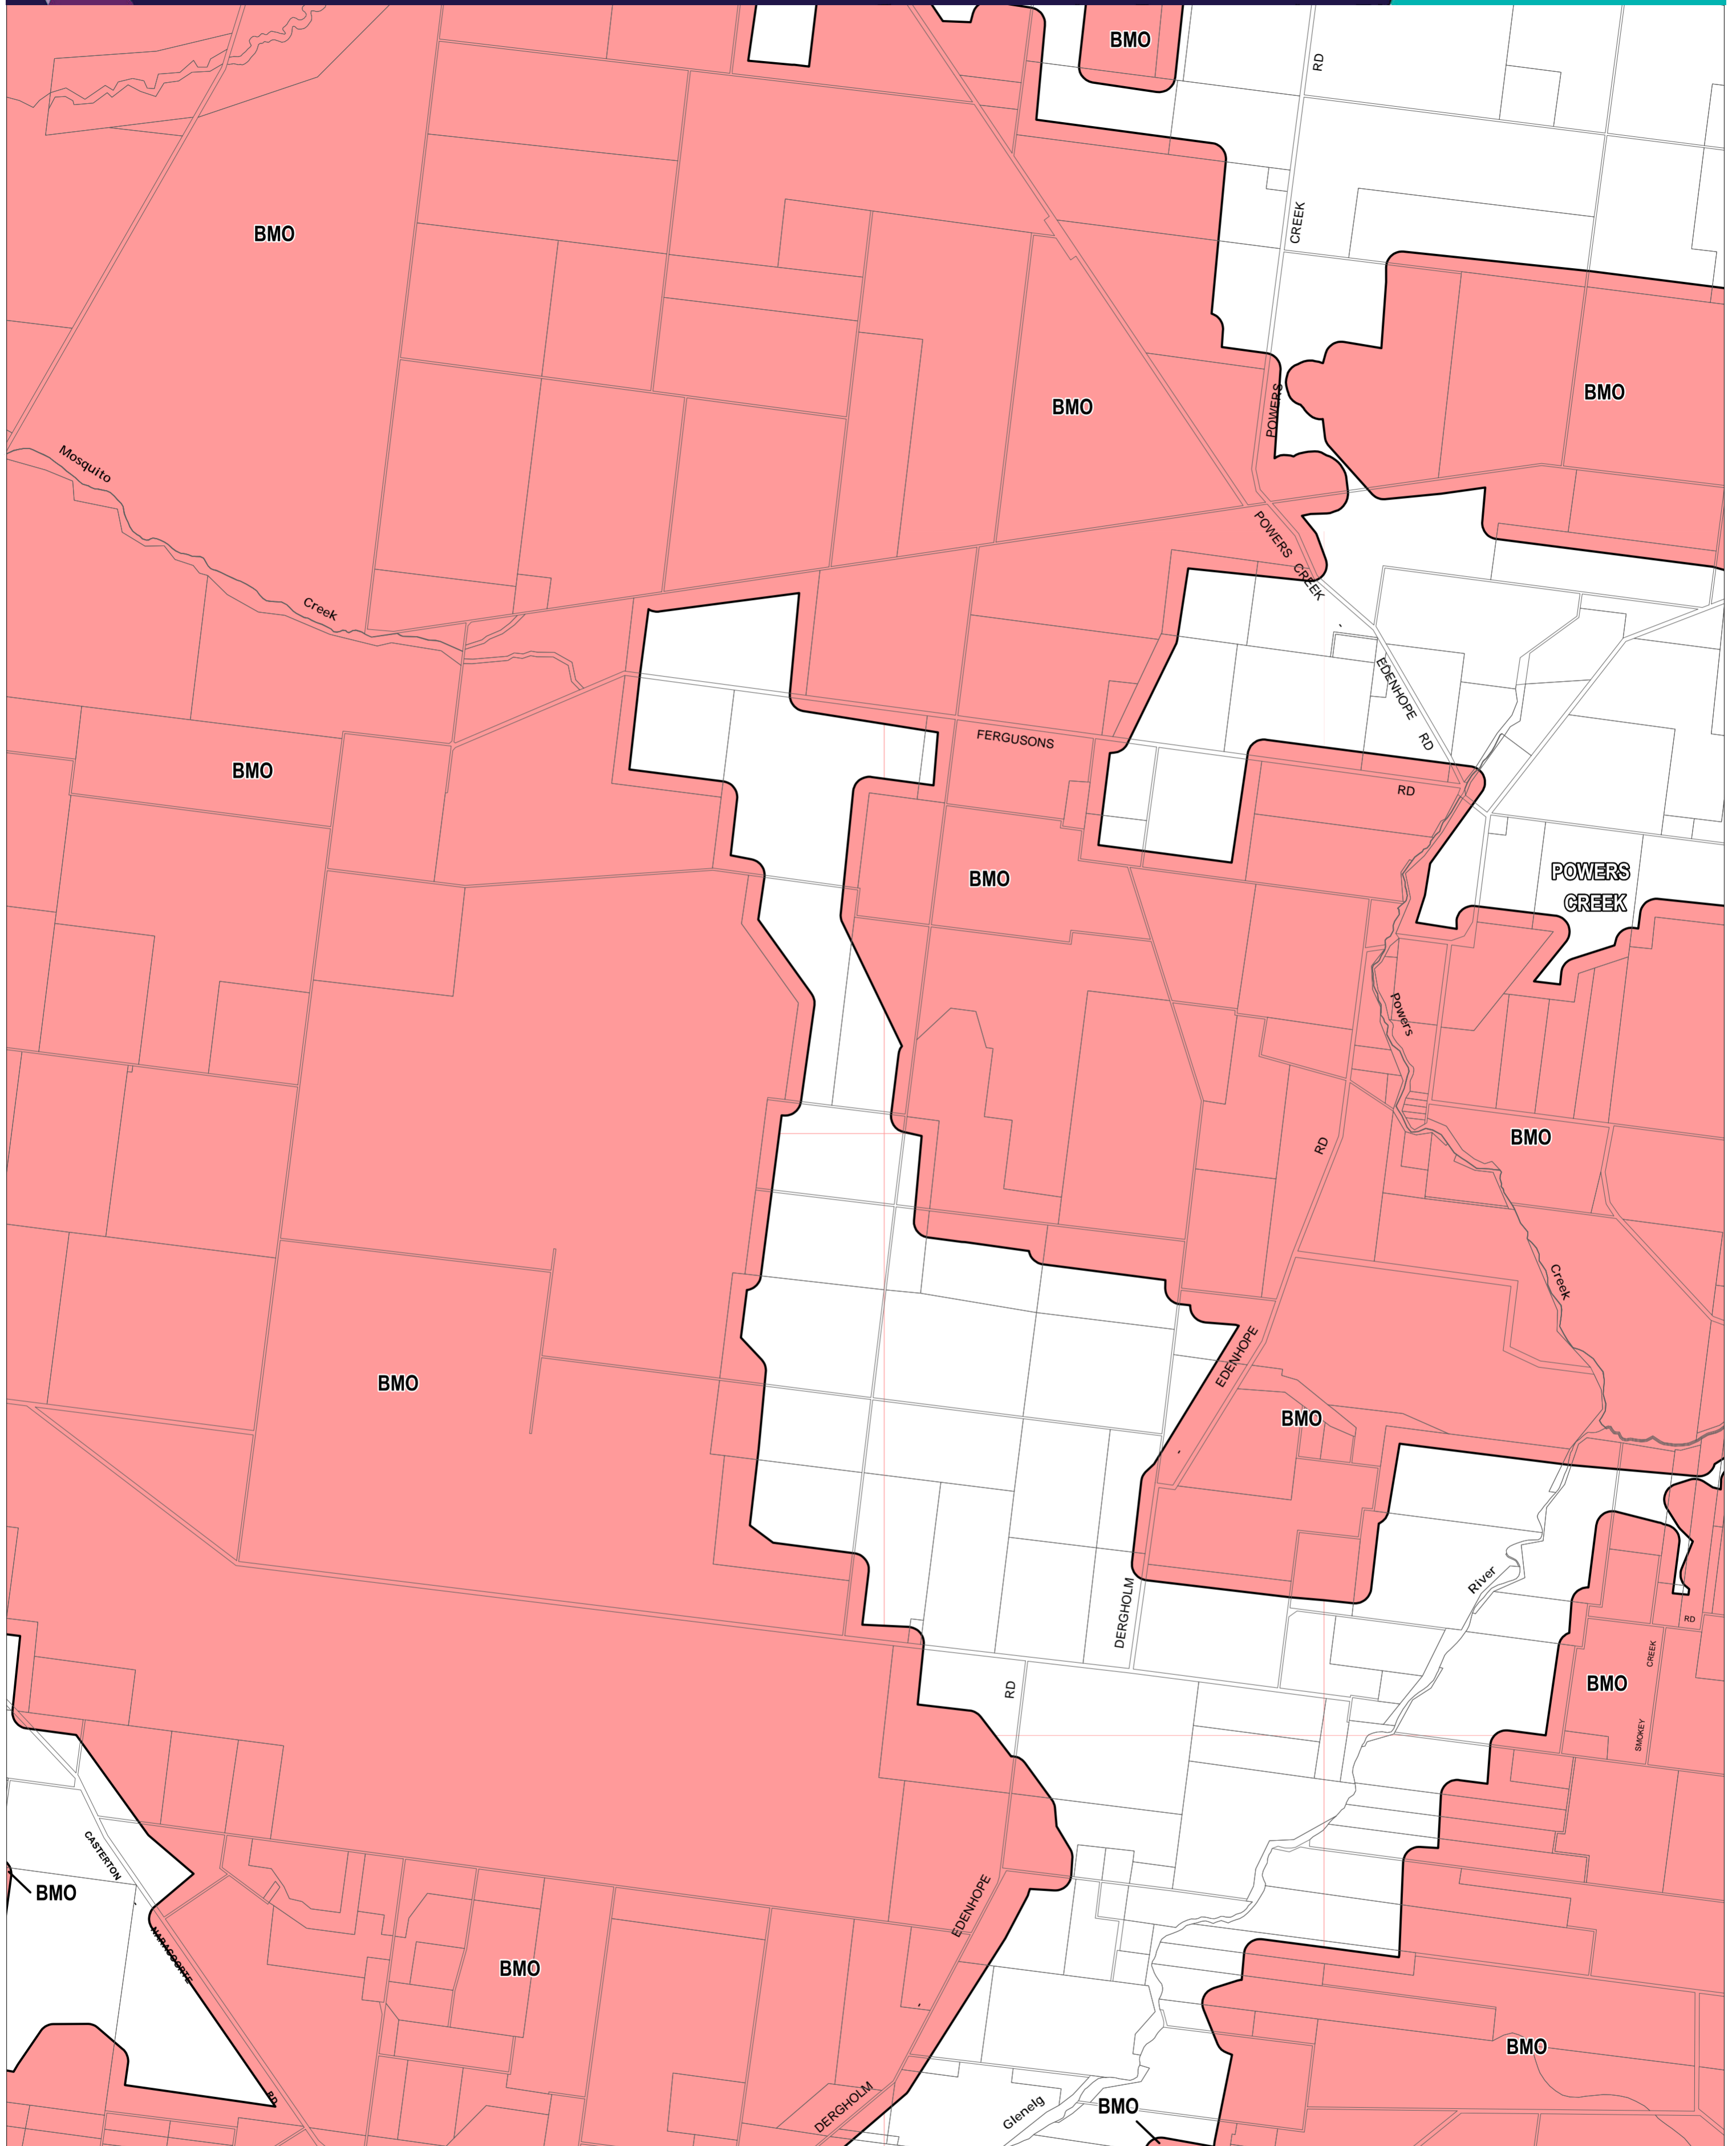 BMO
RD
CREEK
BMO
BMO
BMO
POWERS
Mosquito
POWERS CREEK
Creek
EDENHOPE RD
FERGUSONS
RD
BMO
BMO
POWERS
CREEK
Powers
BMO
RD
Creek
EDENHOPE
BMO
BMO
River
DERGHOLM
RD
CREEK
BMO
RD
SMOKEY
CASTERTON
BMO
EDENHOPE
NARACOORTE
BMO
BMO
RD
DERGHOLM
Glenelg
BMO